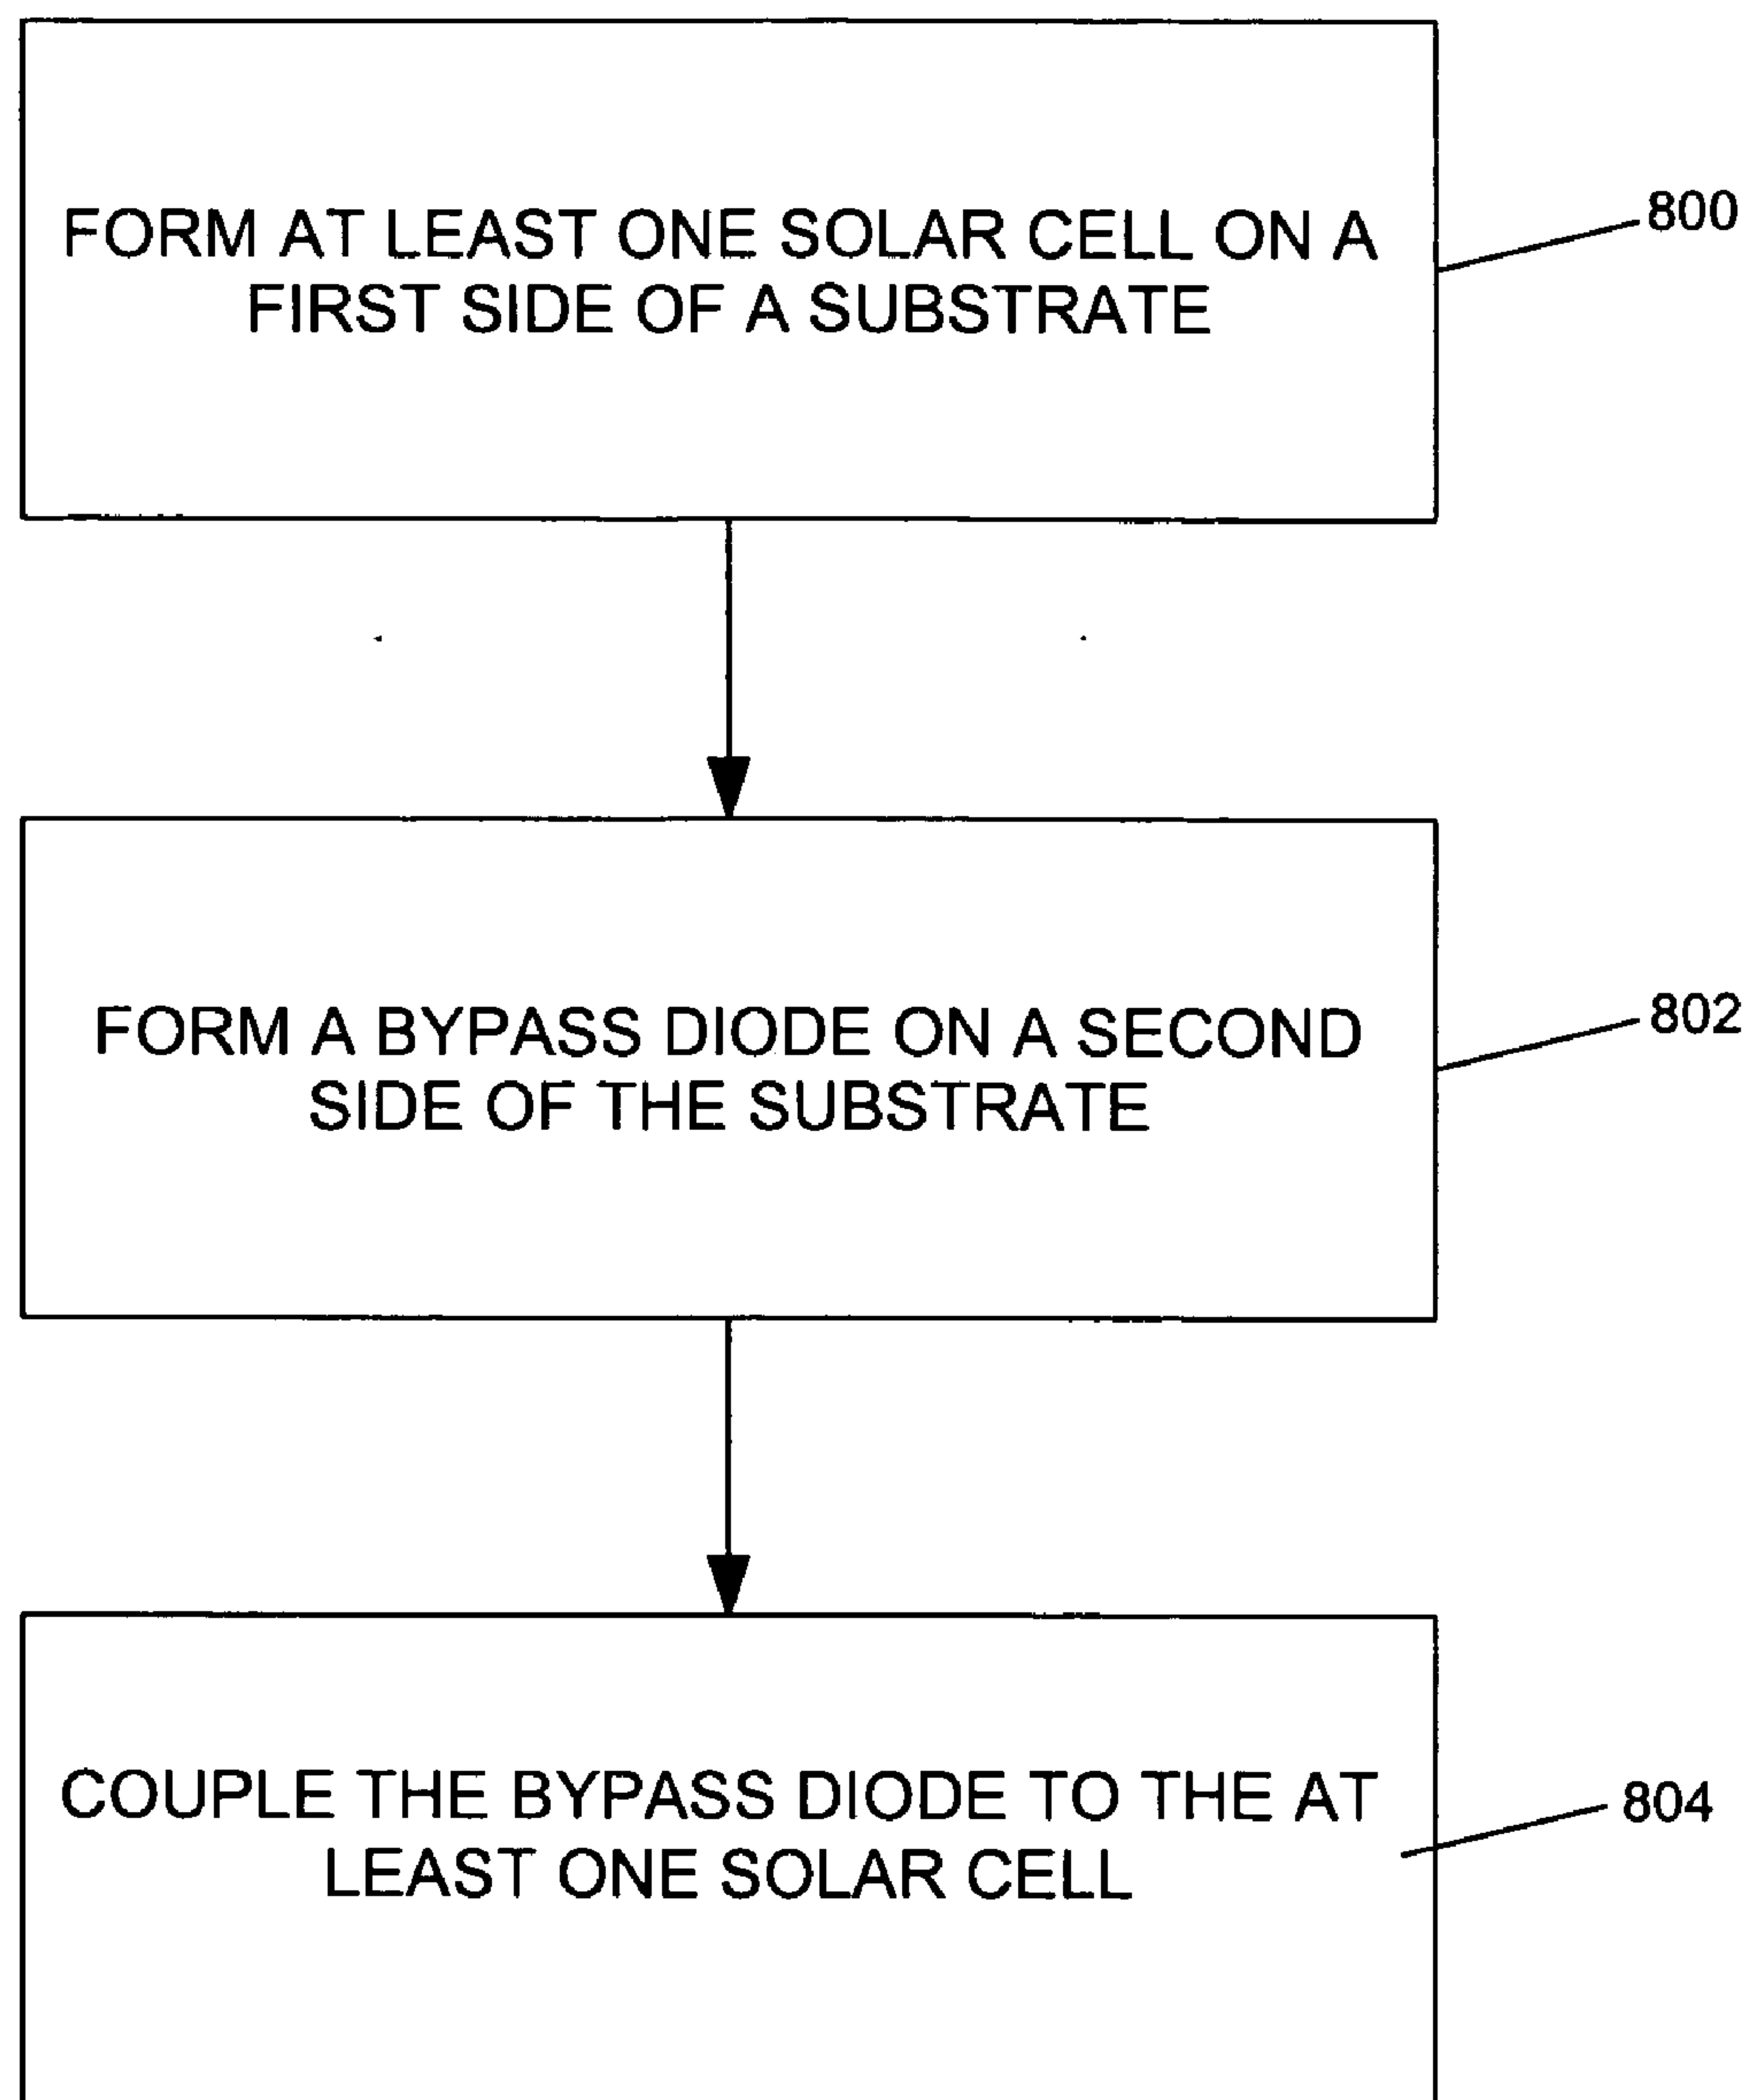 FORM AT LEAST ONE SOLAR CELL ON A
FIRST SIDE OF A SUBSTRATE
800
FORM A BYPASS DIODE ON A SECOND
SIDE OF THE SUBSTRATE
802
COUPLE THE BYPASS DIODE TO THE AT
LEAST ONE SOLAR CELL
804